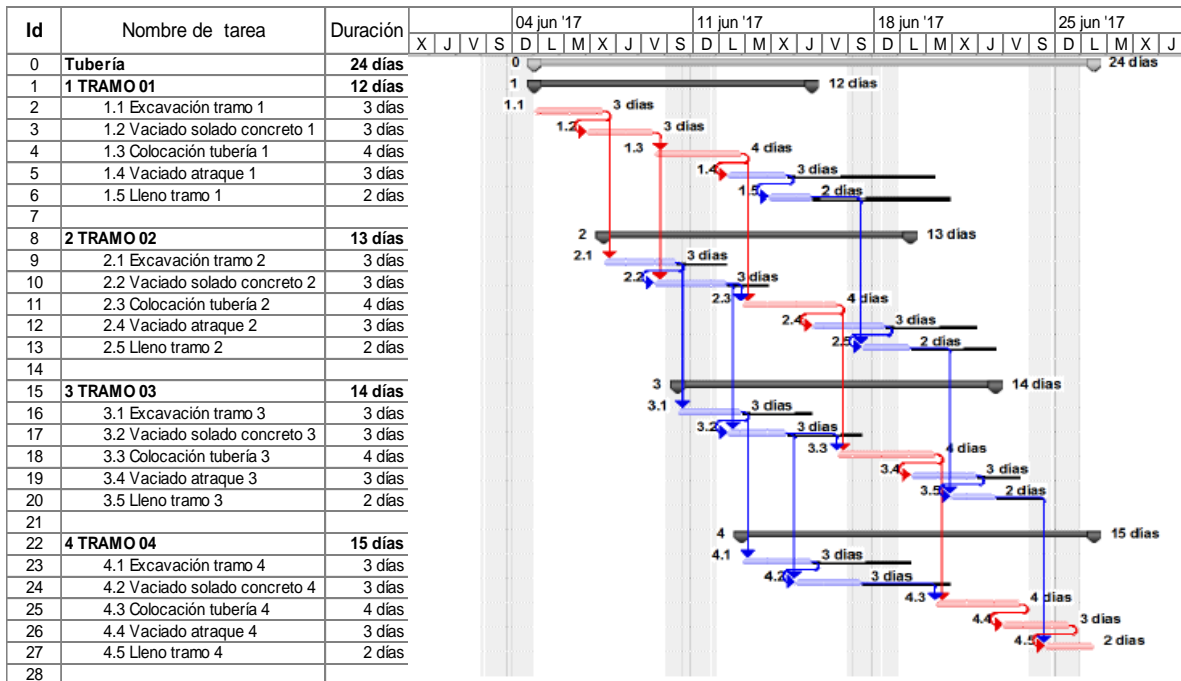 Id Nombre de tarea Duración 04 jun '17 11 jun '17 18 jun '17 25 jun '17
X J V S D L M X J V S D L M X J V S D L M X J V S D L M X J
0 Tubería 24 días 0 24 días
1 1 TRAMO 01 12 días 1 12 días
2 1.1 Excavación tramo 1 3 días 1.1 3 días
3 1.2 Vaciado solado concreto 1 3 días 1.2 3 días
4 1.3 Colocación tubería 1 4 días 1.3 4 días
5 1.4 Vaciado atraque 1 3 días 1.4 3 días
6 1.5 Lleno tramo 1 2 días 1.5 2 días
7
8 2 TRAMO 02 13 días 2 13 días
9 2.1 Excavación tramo 2 3 días 2.1 3 días
10 2.2 Vaciado solado concreto 2 3 días 2.2 3 días
11 2.3 Colocación tubería 2 4 días 2.3 4 días
12 2.4 Vaciado atraque 2 3 días 2.4 3 días
13 2.5 Lleno tramo 2 2 días 2.5 2 días
14
15 3 TRAMO 03 14 días 3 14 días
16 3.1 Excavación tramo 3 3 días 3.1 3 días
17 3.2 Vaciado solado concreto 3 3 días 3.2 3 días
18 3.3 Colocación tubería 3 4 días 3.3 4 días
19 3.4 Vaciado atraque 3 3 días 3.4 3 días
20 3.5 Lleno tramo 3 2 días 3.5 2 días
21
22 4 TRAMO 04 15 días 4 15 días
23 4.1 Excavación tramo 4 3 días 4.1 3 días
24 4.2 Vaciado solado concreto 4 3 días 4.2 3 días
25 4.3 Colocación tubería 4 4 días 4.3 4 días
26 4.4 Vaciado atraque 4 3 días 4.4 3 días
27 4.5 Lleno tramo 4 2 días 4.5 2 días
28